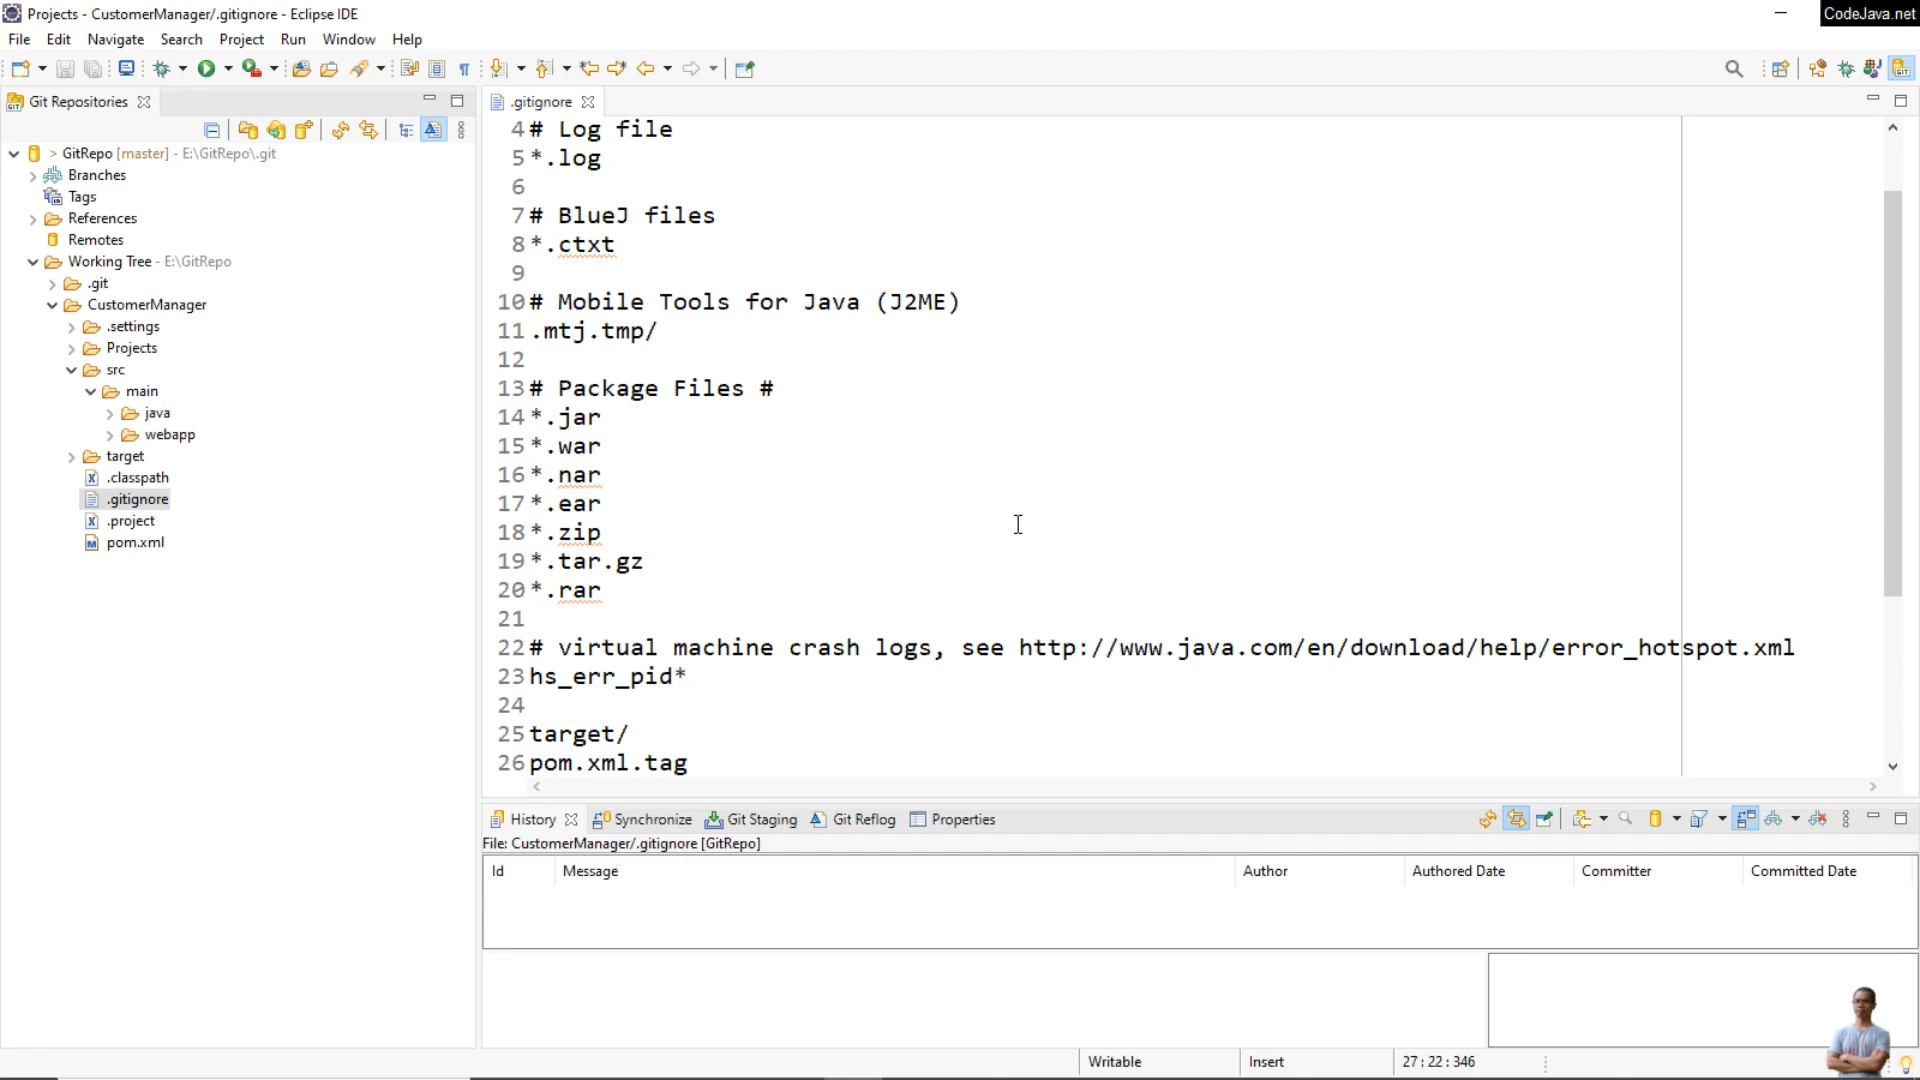 Projects - CustomerManager/.gitignore - Eclipse IDE
CodeJava.net
File Edit Navigate Search Project Run Window Help
Git Repositories
.gitignore
> GitRepo [master] - E:\GitRepo\.git
Branches
Tags
References
Remotes
Working Tree - E:\GitRepo
.git
CustomerManager
.settings
Projects
src
main
java
webapp
target
.classpath
.gitignore
.project
pom.xml
4 # Log file
5 *.log
6
7 # BlueJ files
8 *.ctxt
9
10 # Mobile Tools for Java (J2ME)
11 .mtj.tmp/
12
13 # Package Files #
14 *.jar
15 *.war
16 *.nar
17 *.ear
18 *.zip
19 *.tar.gz
20 *.rar
21
22 # virtual machine crash logs, see http://www.java.com/en/download/help/error_hotspot.xml
23 hs_err_pid*
24
25 target/
26 pom.xml.tag
History Synchronize Git Staging Git Reflog Properties
File: CustomerManager/.gitignore [GitRepo]
Id Message Author Authored Date Committer Committed Date
Writable Insert 27 : 22 : 346